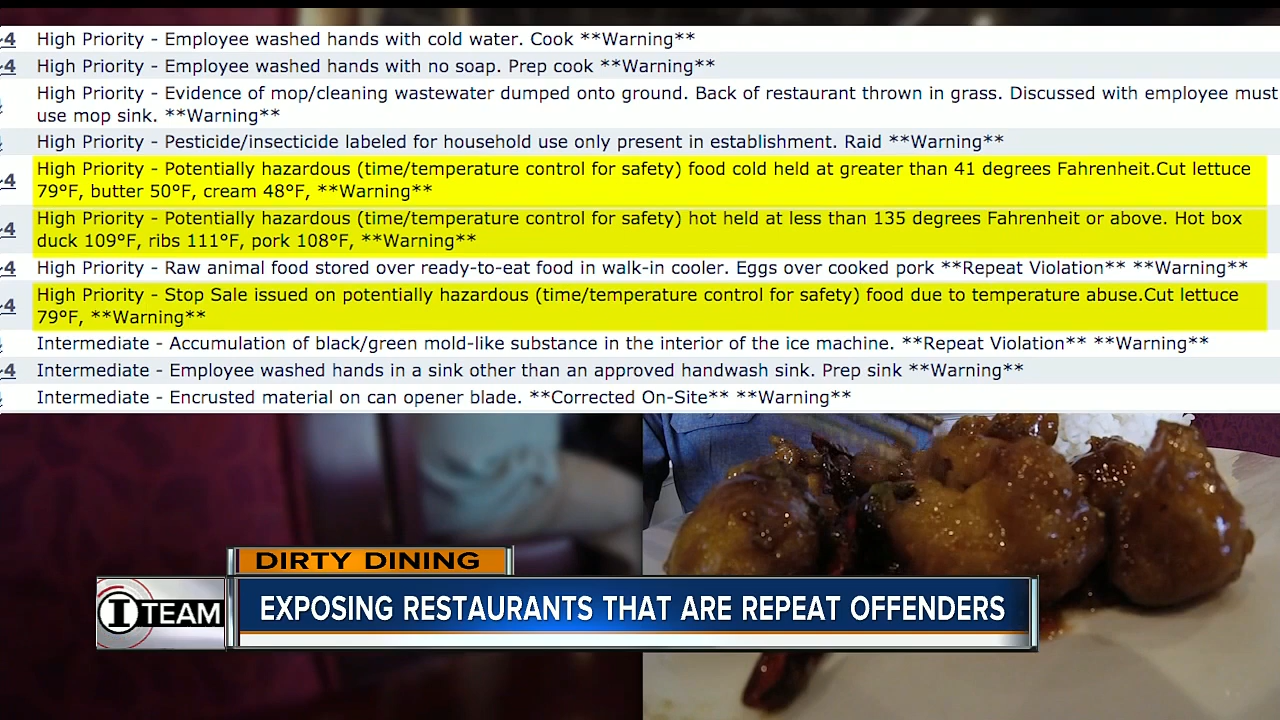 4 High Priority - Employee washed hands with cold water. Cook **Warning**
4 High Priority - Employee washed hands with no soap. Prep cook **Warning**
High Priority - Evidence of mop/cleaning wastewater dumped onto ground. Back of restaurant thrown in grass. Discussed with employee must
use mop sink. **Warning**
High Priority - Pesticide/insecticide labeled for household use only present in establishment. Raid **Warning**
High Priority - Potentially hazardous (time/temperature control for safety) food cold held at greater than 41 degrees Fahrenheit.Cut lettuce
4 79°F, butter 50°F, cream 48°F, **Warning**
High Priority - Potentially hazardous (time/temperature control for safety) hot held at less than 135 degrees Fahrenheit or above. Hot box
4 duck 109°F, ribs 111°F, pork 108°F, **Warning**
4 High Priority - Raw animal food stored over ready-to-eat food in walk-in cooler. Eggs over cooked pork **Repeat Violation** **Warning**
High Priority - Stop Sale issued on potentially hazardous (time/temperature control for safety) food due to temperature abuse.Cut lettuce
4 79°F, **Warning**
Intermediate - Accumulation of black/green mold-like substance in the interior of the ice machine. **Repeat Violation** **Warning**
4 Intermediate - Employee washed hands in a sink other than an approved handwash sink. Prep sink **Warning**
Intermediate - Encrusted material on can opener blade. **Corrected On-Site** **Warning**
DIRTY DINING
I TEAM
EXPOSING RESTAURANTS THAT ARE REPEAT OFFENDERS